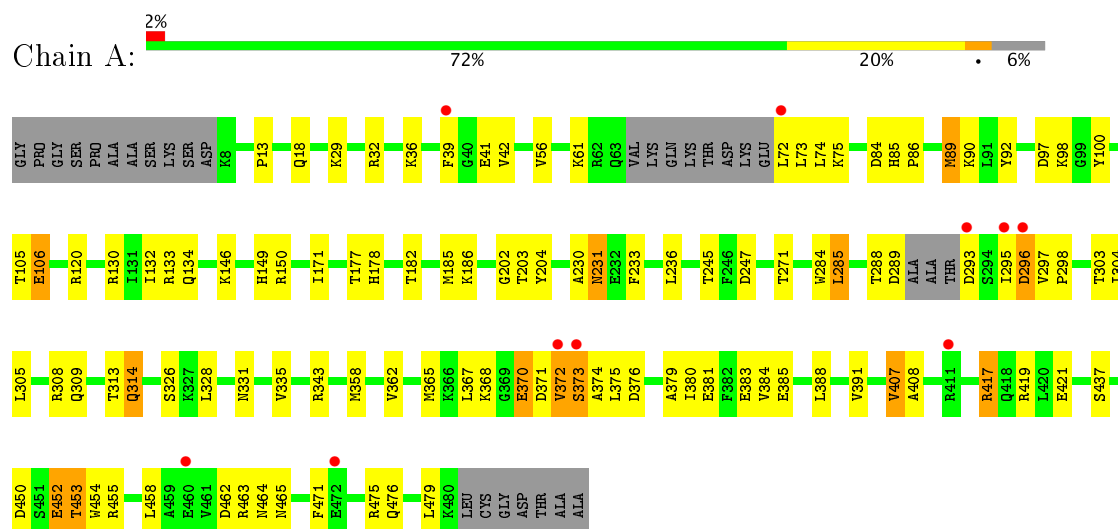 2%
Chain A:
72% 20% • 6%
GLY PRO GLY SER PRO ALA ALA SER LYS SER ASP K8 P13 Q18 K29 R32 K36 F39 G40 E41 V42 V56 K61 R62 Q63 VAL LYS GLN LYS THR ASP LYS GLU L72 L73 L74 K75 D84 H85 P86 M89 K90 L91 Y92 D97 K98 G99 Y100
T105 E106 R120 R130 I131 I132 R133 Q134 K146 H149 R150 I171 T177 H178 T182 M185 K186 G202 T203 Y204 A230 N231 E232 F233 L236 T245 F246 D247 T271 W284 L285 T288 D289 ALA ALA THR D293 S294 I295 D296 V297 P298 T303 I304
L305 R308 Q309 T313 Q314 S326 K327 L328 N331 V335 R343 M358 V362 M365 K366 L367 K368 G369 E370 D371 V372 S373 A374 L375 D376 A379 I380 E381 F382 E383 V384 E385 L388 V391 V407 A408 R411 R417 Q418 R419 L420 E421 S437
D450 S451 E452 T453 W454 R455 L458 A459 E460 V461 D462 R463 N464 N465 F471 E472 R475 Q476 L479 K480 LEU CYS GLY ASP THR ALA ALA